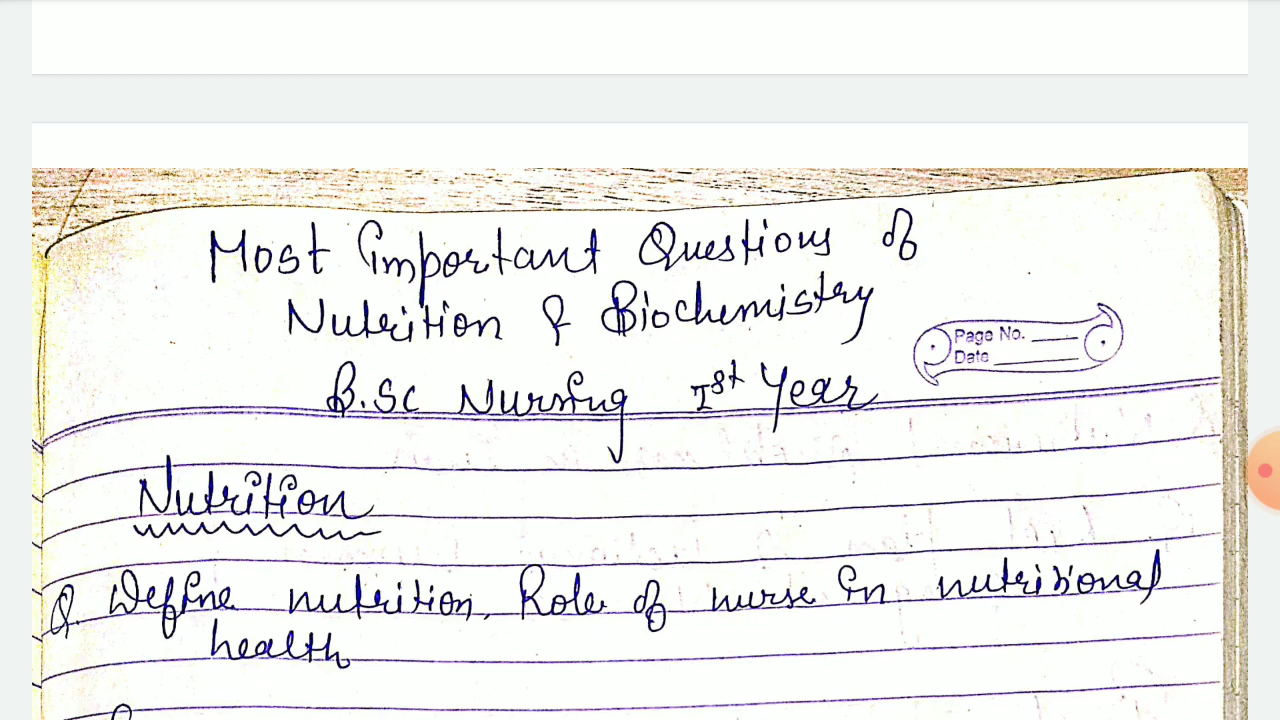 Most important Questions of
Nutrition & Biochemistry
Page No.
Date
B.Sc Nursing Ist Year
Nutrition
Q. Define nutrition, Role of nurse in nutritional
health